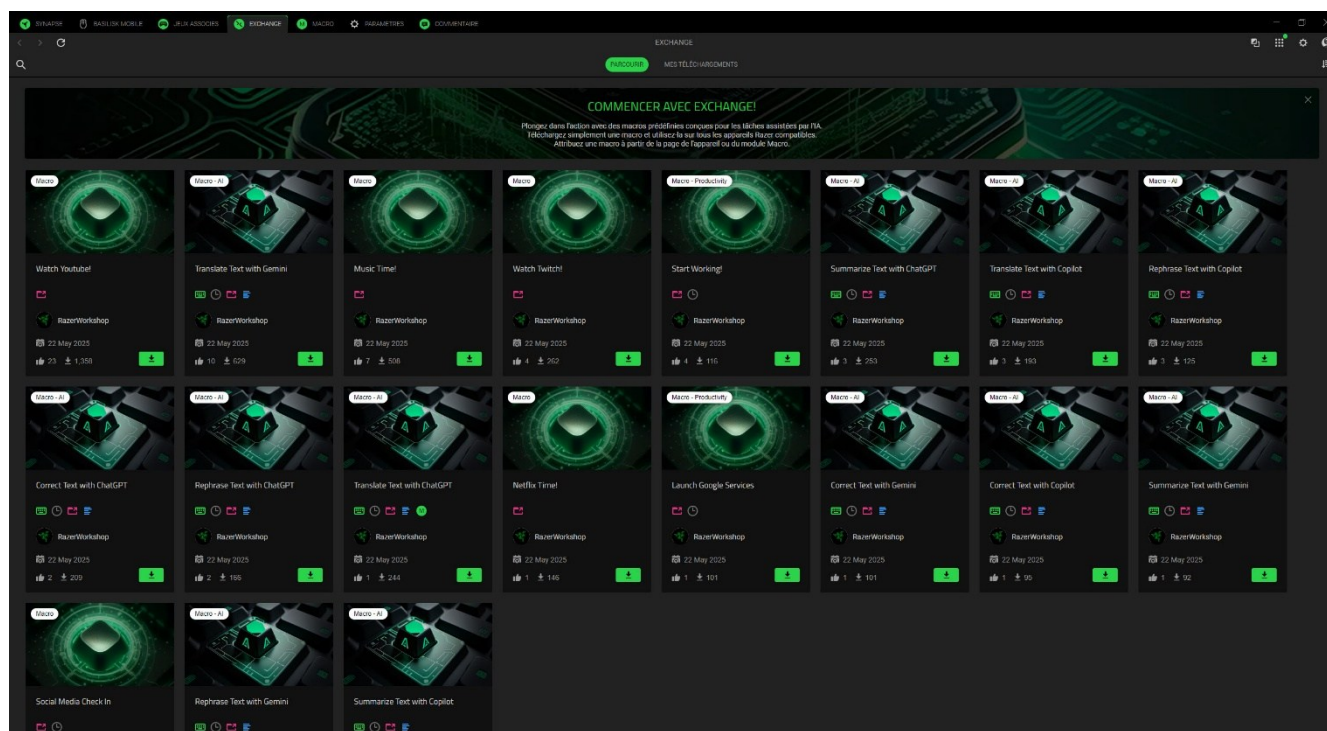 SYNAPSE BASILISK MOBILE JEUX ASSOCIÉS EXCHANGE MACRO PARAMÈTRES COMMENTAIRE
EXCHANGE
PARCOURIR MES TÉLÉCHARGEMENTS
COMMENCER AVEC EXCHANGE!
Plongez dans l'action avec des macros prédéfinies conçues pour les tâches assistées par l'IA.
Téléchargez simplement une macro et utilisez-la sur tous les appareils Razer compatibles.
Attribuez une macro à partir de la page de l'appareil ou du module Macro.
Macro Macro - AI Macro Macro Macro - Productivity Macro - AI Macro - AI Macro - AI
Watch Youtube! Translate Text with Gemini Music Time! Watch Twitch! Start Working! Summarize Text with ChatGPT Translate Text with Copilot Rephrase Text with Copilot
RazerWorkshop RazerWorkshop RazerWorkshop RazerWorkshop RazerWorkshop RazerWorkshop RazerWorkshop RazerWorkshop
22 May 2025 22 May 2025 22 May 2025 22 May 2025 22 May 2025 22 May 2025 22 May 2025 22 May 2025
23 1,358 10 629 7 508 4 262 4 116 3 253 3 193 3 125
Macro - AI Macro - AI Macro - AI Macro Macro - Productivity Macro - AI Macro - AI Macro - AI
Correct Text with ChatGPT Rephrase Text with ChatGPT Translate Text with ChatGPT Netflix Time! Launch Google Services Correct Text with Gemini Correct Text with Copilot Summarize Text with Gemini
RazerWorkshop RazerWorkshop RazerWorkshop RazerWorkshop RazerWorkshop RazerWorkshop RazerWorkshop RazerWorkshop
22 May 2025 22 May 2025 22 May 2025 22 May 2025 22 May 2025 22 May 2025 22 May 2025 22 May 2025
2 209 2 166 1 244 1 146 1 101 1 101 1 95 1 92
Macro Macro - AI Macro - AI
Social Media Check In Rephrase Text with Gemini Summarize Text with Copilot